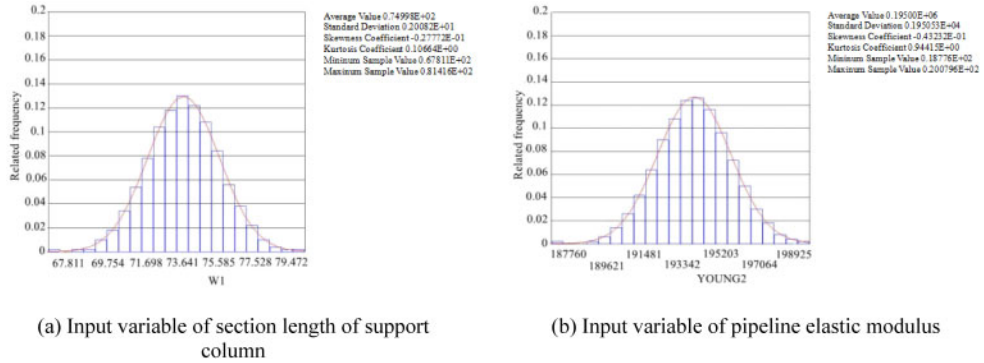 0.2
0.18
0.16
0.14
0.12
0.1
0.08
0.06
0.04
0.02
0
Related frequency
67.811 69.754 71.698 73.641 75.585 77.528 79.472
W1
Average Value 0.74998E+02
Standard Deviation 0.20082E+01
Skewness Coefficient -0.27772E-01
Kurtosis Coefficient 0.10664E+00
Mininum Sample Value 0.67811E+02
Maxinum Sample Value 0.81416E+02
(a) Input variable of section length of support
column
0.2
0.18
0.16
0.14
0.12
0.1
0.08
0.06
0.04
0.02
0
Related frequency
187760 191481 195203 198925
189621 193342 197064
YOUNG2
Average Value 0.19500E+06
Standard Deviation 0.195053E+04
Skewness Coefficient -0.43232E-01
Kurtosis Coefficient 0.94415E+00
Mininum Sample Value 0.18776E+02
Maxinum Sample Value 0.200796E+02
(b) Input variable of pipeline elastic modulus